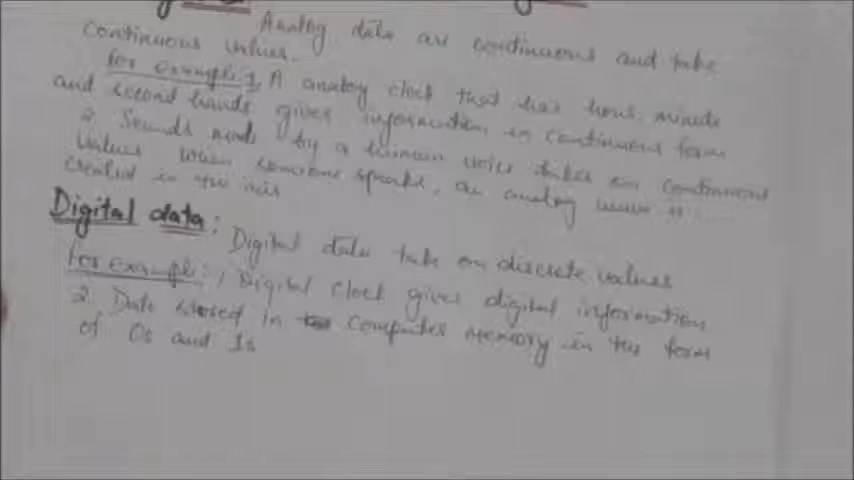 Analog data are continuous and take
continuous values.
for example: 1. A analog clock that has hour, minute
and second hands gives information in continuous form
2. Sounds made by a human voice takes on continuous
values when someone speaks, an analog wave is
created in the air
Digital data: Digital data take on discrete values
for example: 1 Digital clock gives digital information
2. Data stored in computer memory in the form
of 0s and 1s